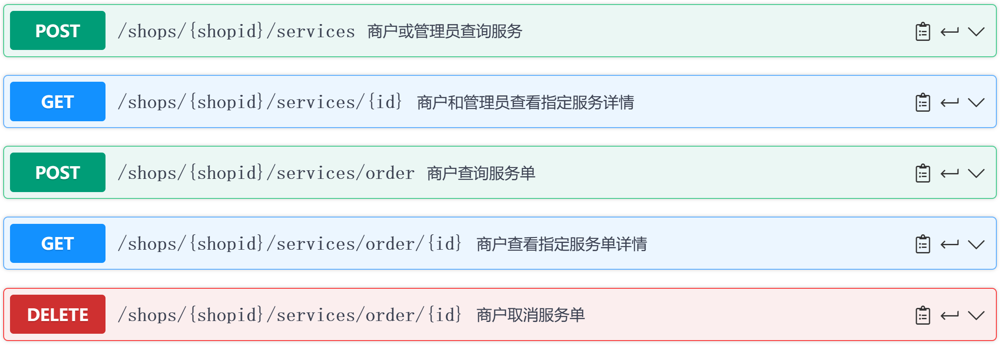 POST /shops/{shopid}/services 商户或管理员查询服务
GET /shops/{shopid}/services/{id} 商户和管理员查看指定服务详情
POST /shops/{shopid}/services/order 商户查询服务单
GET /shops/{shopid}/services/order/{id} 商户查看指定服务单详情
DELETE /shops/{shopid}/services/order/{id} 商户取消服务单